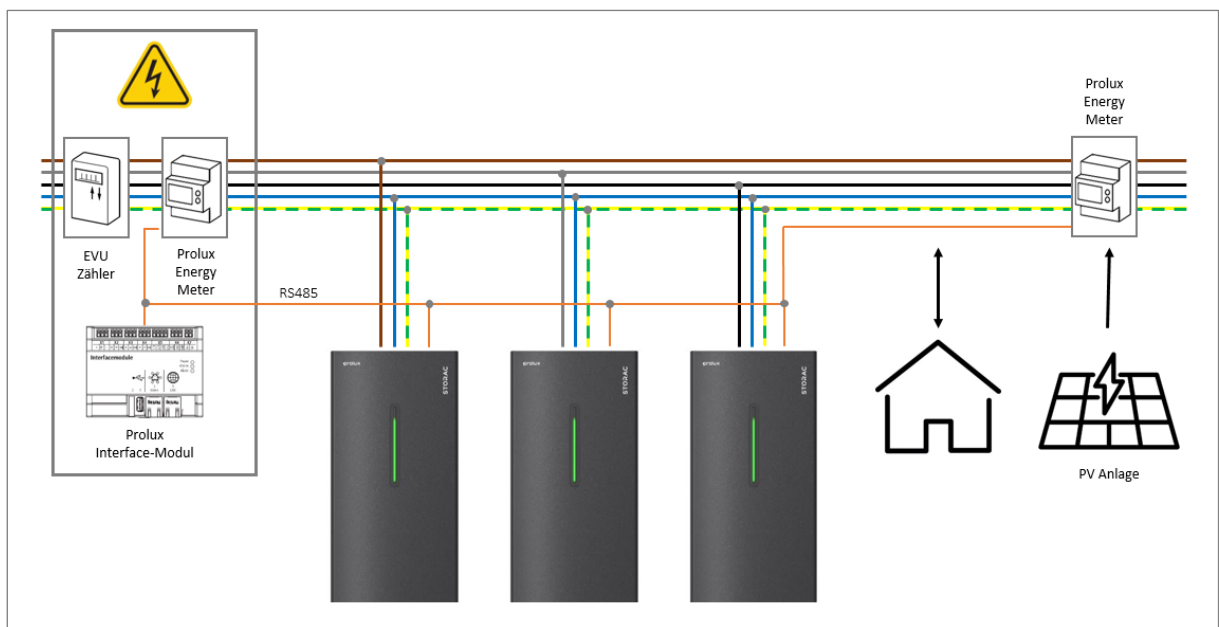 Prolux
Energy
Meter
EVU
Zähler
Prolux
Energy
Meter
RS485
Interfacemodule
Prolux
Interface-Modul
prolux
STORAC
prolux
STORAC
prolux
STORAC
PV Anlage